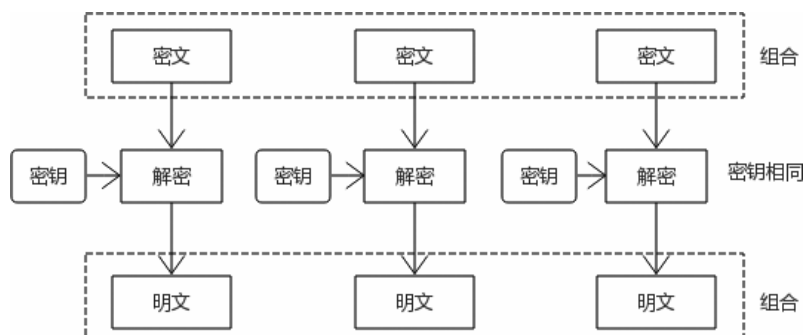 密文 密文 密文 组合
密钥 解密 密钥 解密 密钥 解密 密钥相同
明文 明文 明文 组合